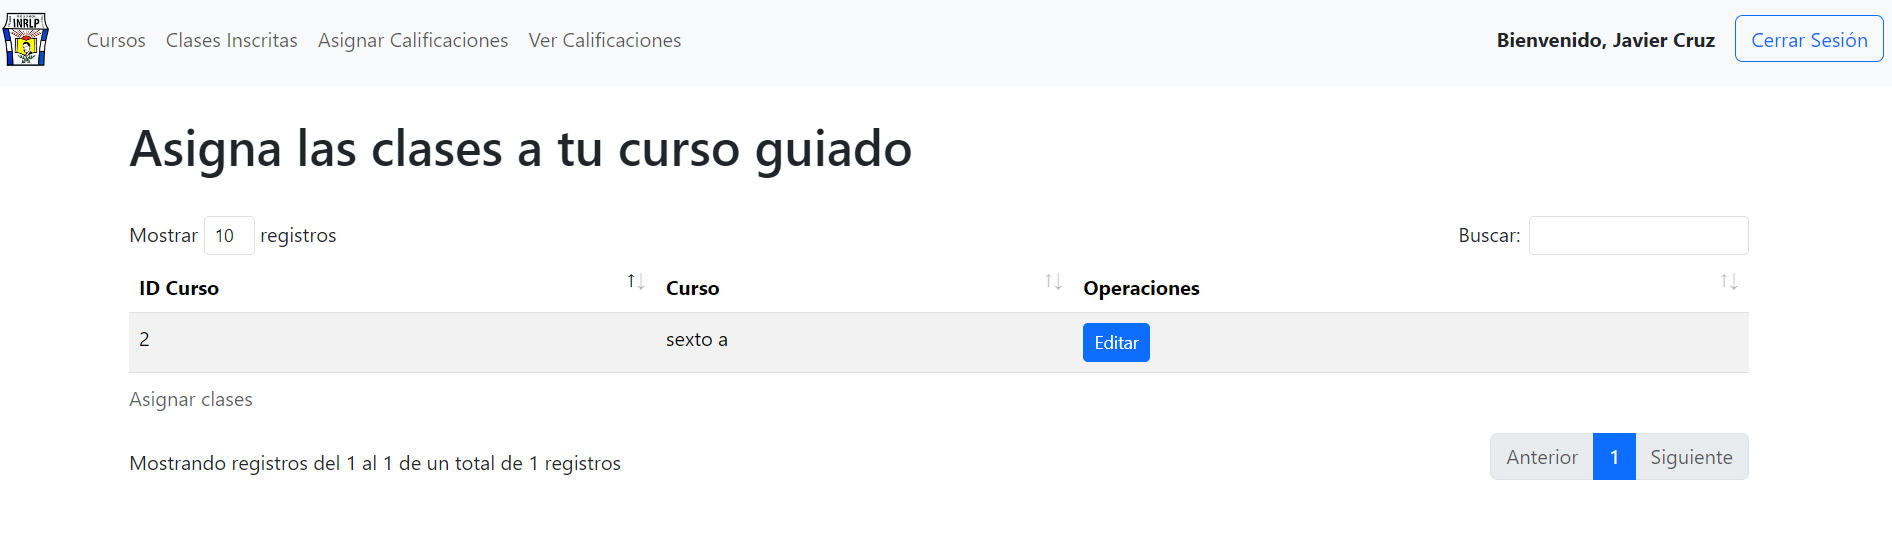 INRLP
Cursos Clases Inscritas Asignar Calificaciones Ver Calificaciones Bienvenido, Javier Cruz Cerrar Sesión
Asigna las clases a tu curso guiado
Mostrar 10 registros Buscar:
ID Curso Curso Operaciones
2 sexto a Editar
Asignar clases
Mostrando registros del 1 al 1 de un total de 1 registros Anterior 1 Siguiente